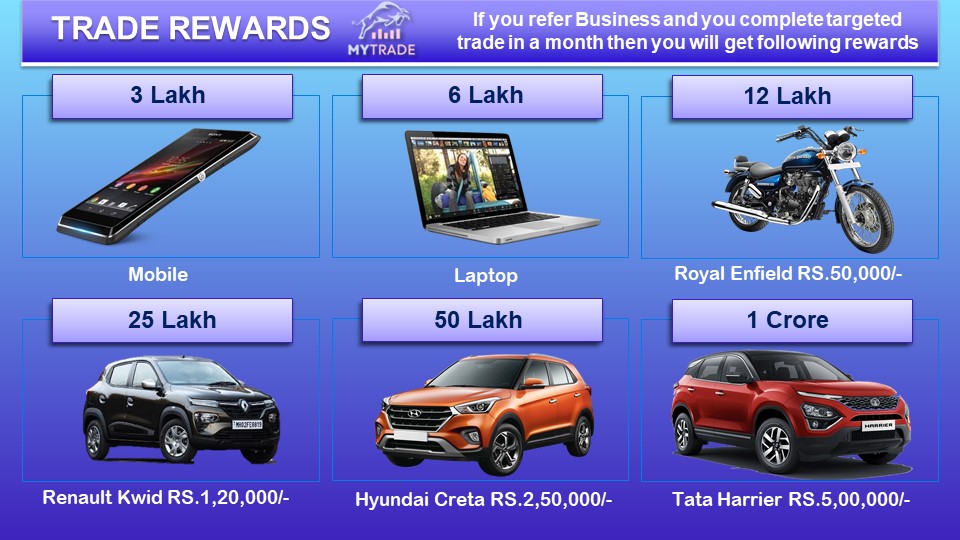 TRADE REWARDS
MYTRADE
If you refer Business and you complete targeted
trade in a month then you will get following rewards
3 Lakh
6 Lakh
12 Lakh
SONY
Mobile
Laptop
Royal Enfield RS.50,000/-
25 Lakh
50 Lakh
1 Crore
MH02FE8819
HARRIER
Renault Kwid RS.1,20,000/-
Hyundai Creta RS.2,50,000/-
Tata Harrier RS.5,00,000/-